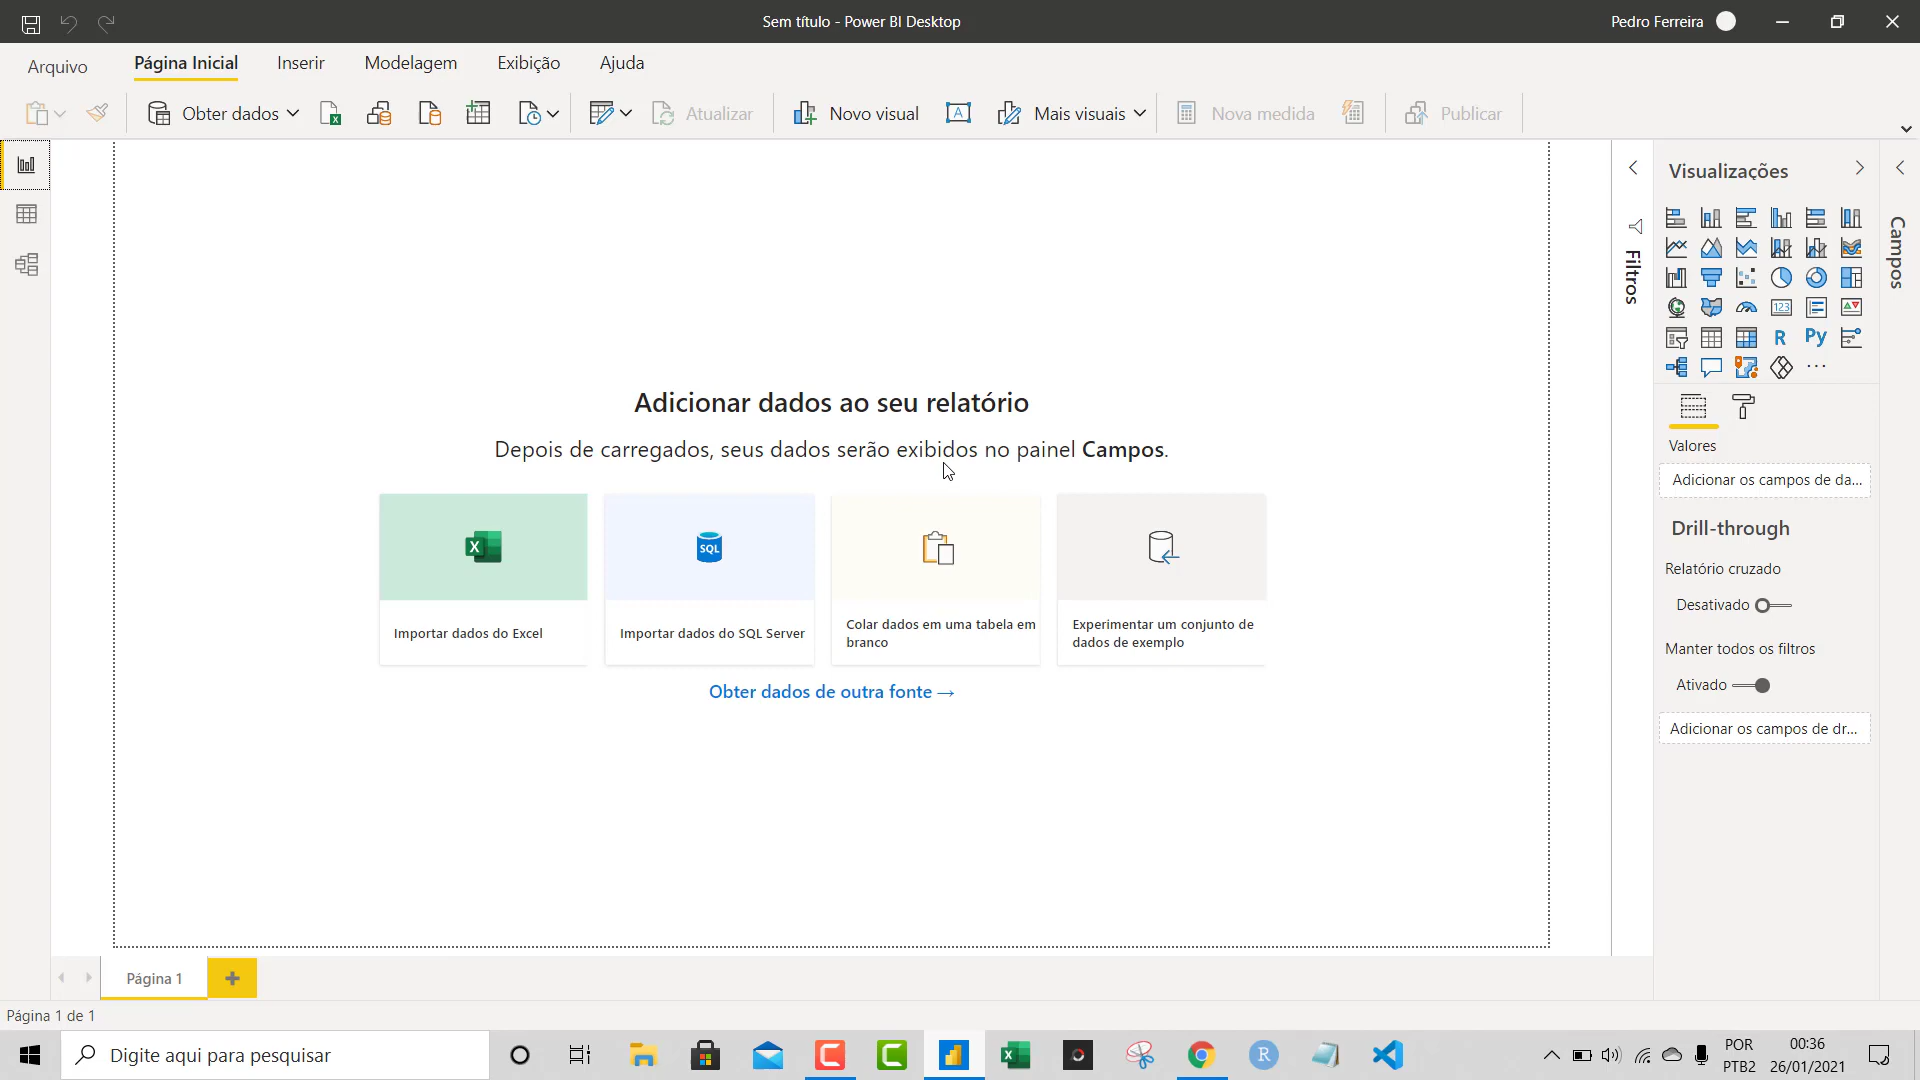 Sem título - Power BI Desktop
Pedro Ferreira
Arquivo
Página Inicial
Inserir
Modelagem
Exibição
Ajuda
Obter dados
Atualizar
Novo visual
Mais visuais
Nova medida
Publicar
Adicionar dados ao seu relatório
Depois de carregados, seus dados serão exibidos no painel Campos.
SQL
Importar dados do Excel
Importar dados do SQL Server
Colar dados em uma tabela em
branco
Experimentar um conjunto de
dados de exemplo
Obter dados de outra fonte →
Filtros
Visualizações
123
R
Py
Valores
Adicionar os campos de da...
Drill-through
Relatório cruzado
Desativado
Manter todos os filtros
Ativado
Adicionar os campos de dr...
Campos
Página 1
Página 1 de 1
Digite aqui para pesquisar
POR
PTB2
00:36
26/01/2021